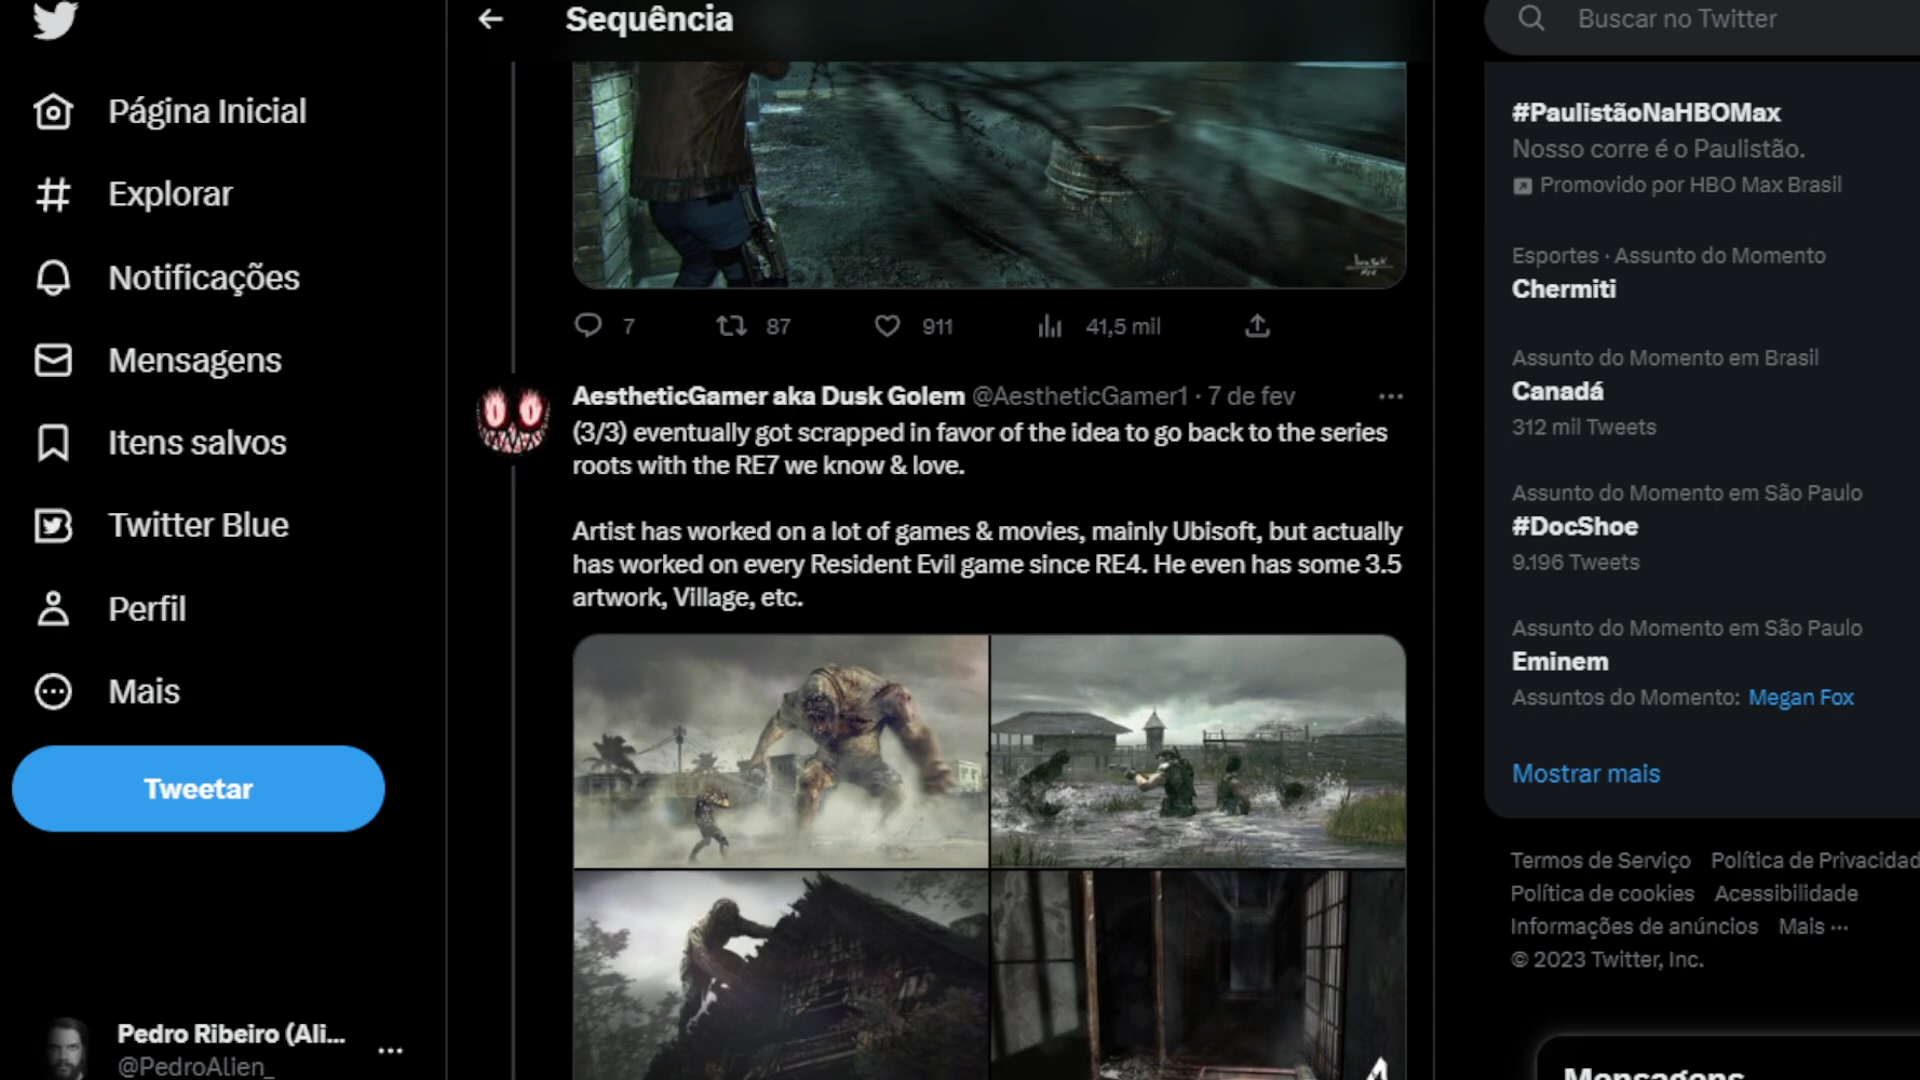 Sequência
Buscar no Twitter
Página Inicial
Explorar
Notificações
Mensagens
Itens salvos
Twitter Blue
Perfil
Mais
Tweetar
Pedro Ribeiro (Ali...
@PedroAlien_
7 87 911 41,5 mil
AestheticGamer aka Dusk Golem @AestheticGamer1 · 7 de fev
(3/3) eventually got scrapped in favor of the idea to go back to the series
roots with the RE7 we know & love.
Artist has worked on a lot of games & movies, mainly Ubisoft, but actually
has worked on every Resident Evil game since RE4. He even has some 3.5
artwork, Village, etc.
#PaulistãoNaHBOMax
Nosso corre é o Paulistão.
Promovido por HBO Max Brasil
Esportes · Assunto do Momento
Chermiti
Assunto do Momento em Brasil
Canadá
312 mil Tweets
Assunto do Momento em São Paulo
#DocShoe
9.196 Tweets
Assunto do Momento em São Paulo
Eminem
Assuntos do Momento: Megan Fox
Mostrar mais
Termos de Serviço Política de Privacidad
Política de cookies Acessibilidade
Informações de anúncios Mais ···
© 2023 Twitter, Inc.
Mensagens